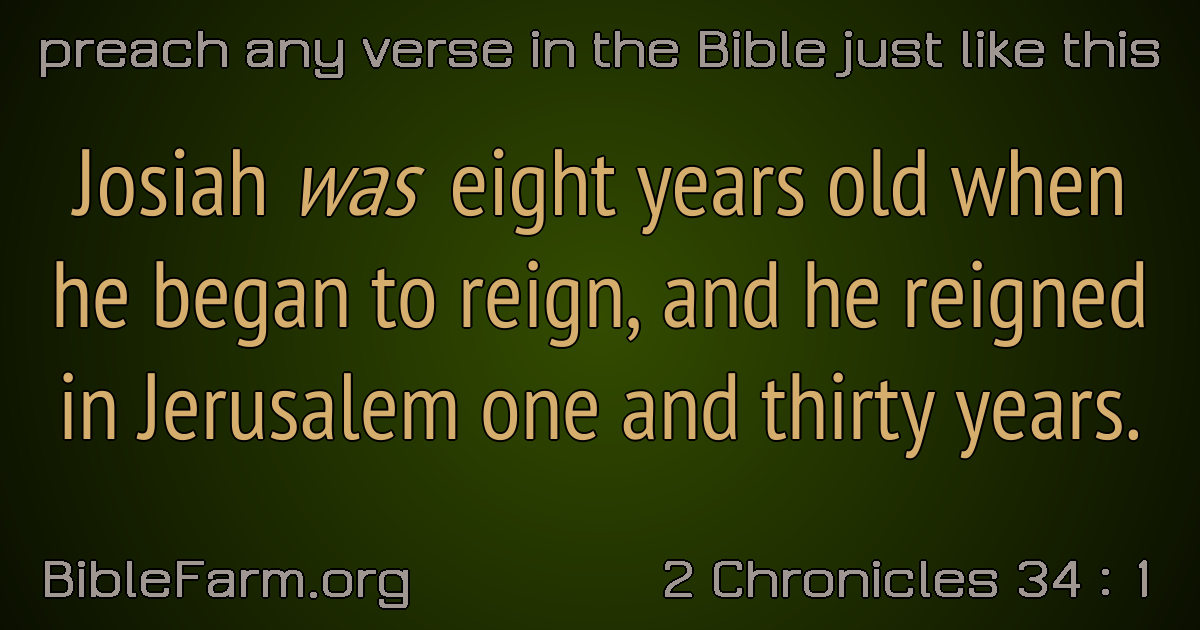 preach any verse in the Bible just like this
Josiah was eight years old when
he began to reign, and he reigned
in Jerusalem one and thirty years.
BibleFarm.org
2 Chronicles 34 : 1